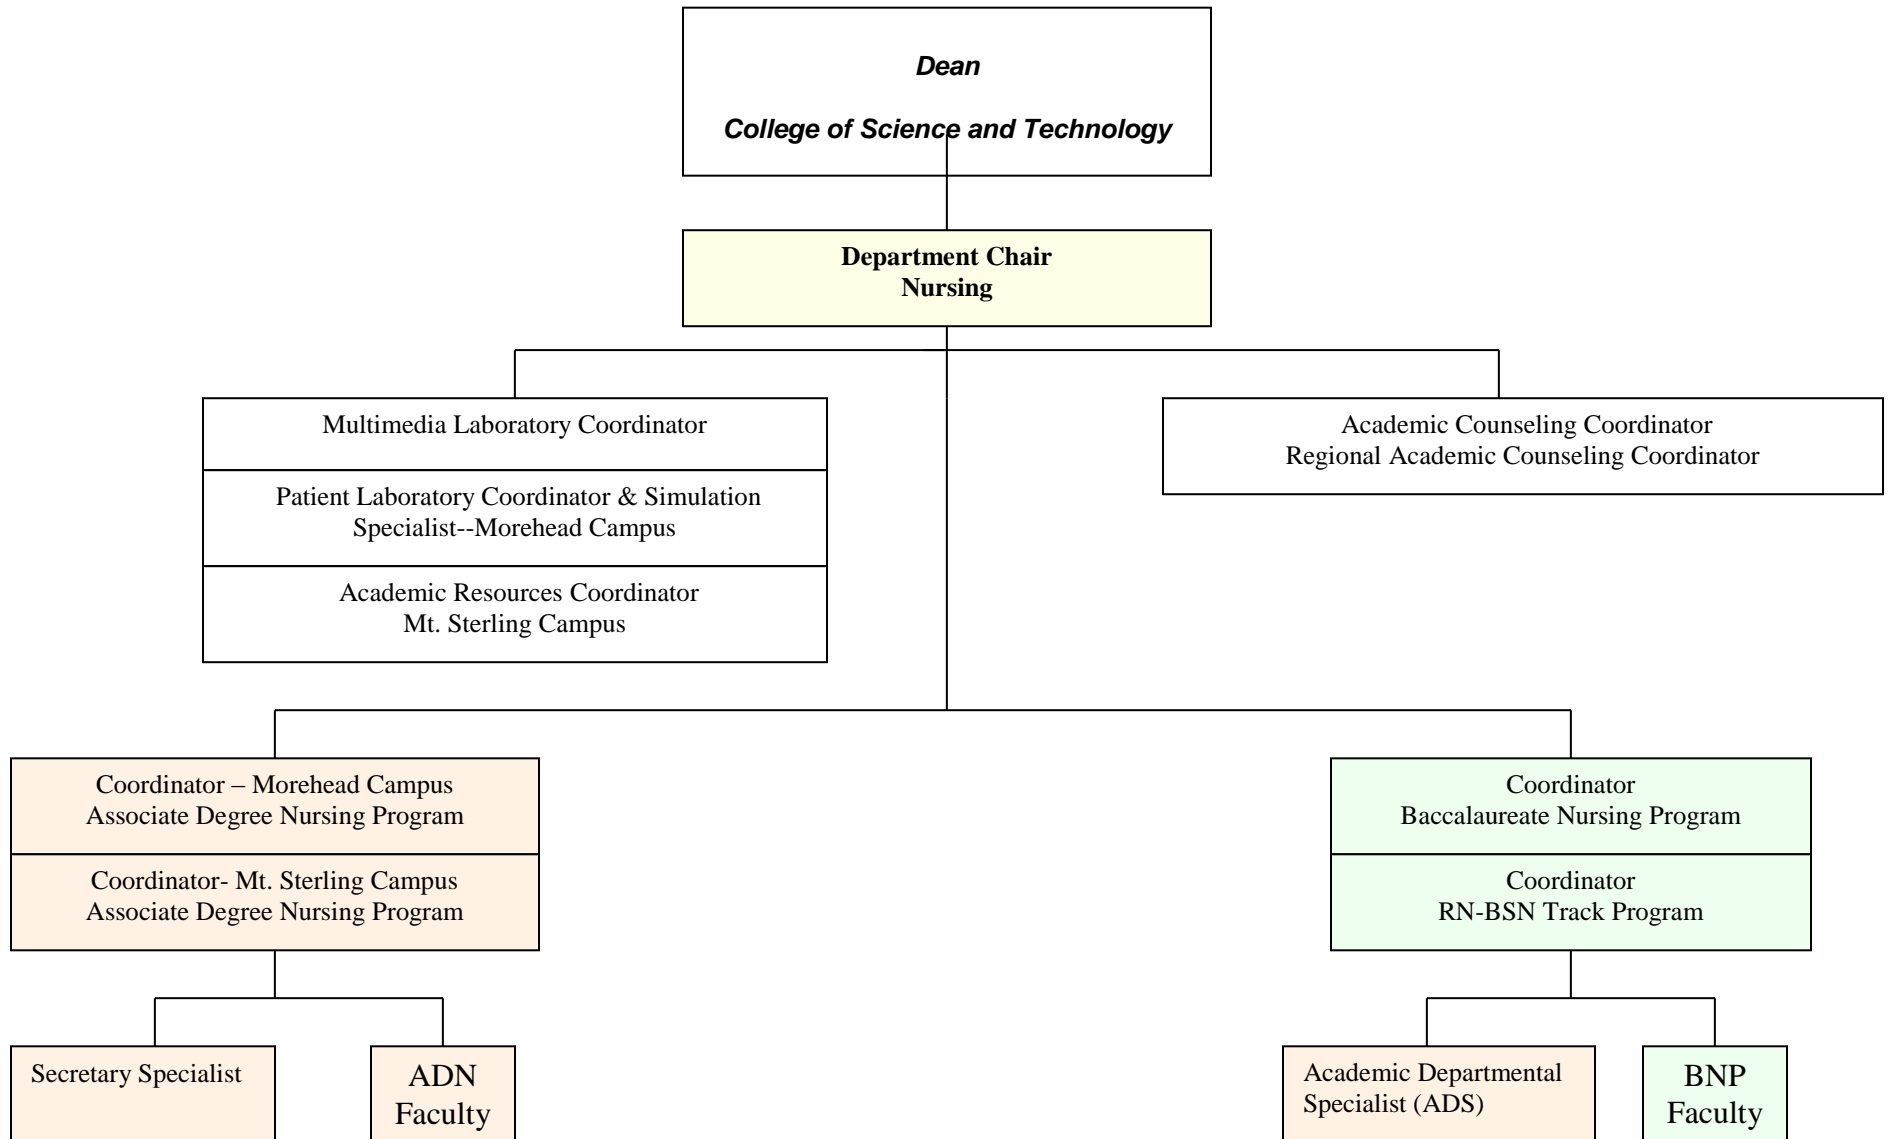 Dean
College of Science and Technology
Department Chair
Nursing
Multimedia Laboratory Coordinator
Patient Laboratory Coordinator & Simulation
Specialist--Morehead Campus
Academic Resources Coordinator
Mt. Sterling Campus
Academic Counseling Coordinator
Regional Academic Counseling Coordinator
Coordinator – Morehead Campus
Associate Degree Nursing Program
Coordinator- Mt. Sterling Campus
Associate Degree Nursing Program
Coordinator
Baccalaureate Nursing Program
Coordinator
RN-BSN Track Program
Secretary Specialist
ADN
Faculty
Academic Departmental
Specialist (ADS)
BNP
Faculty